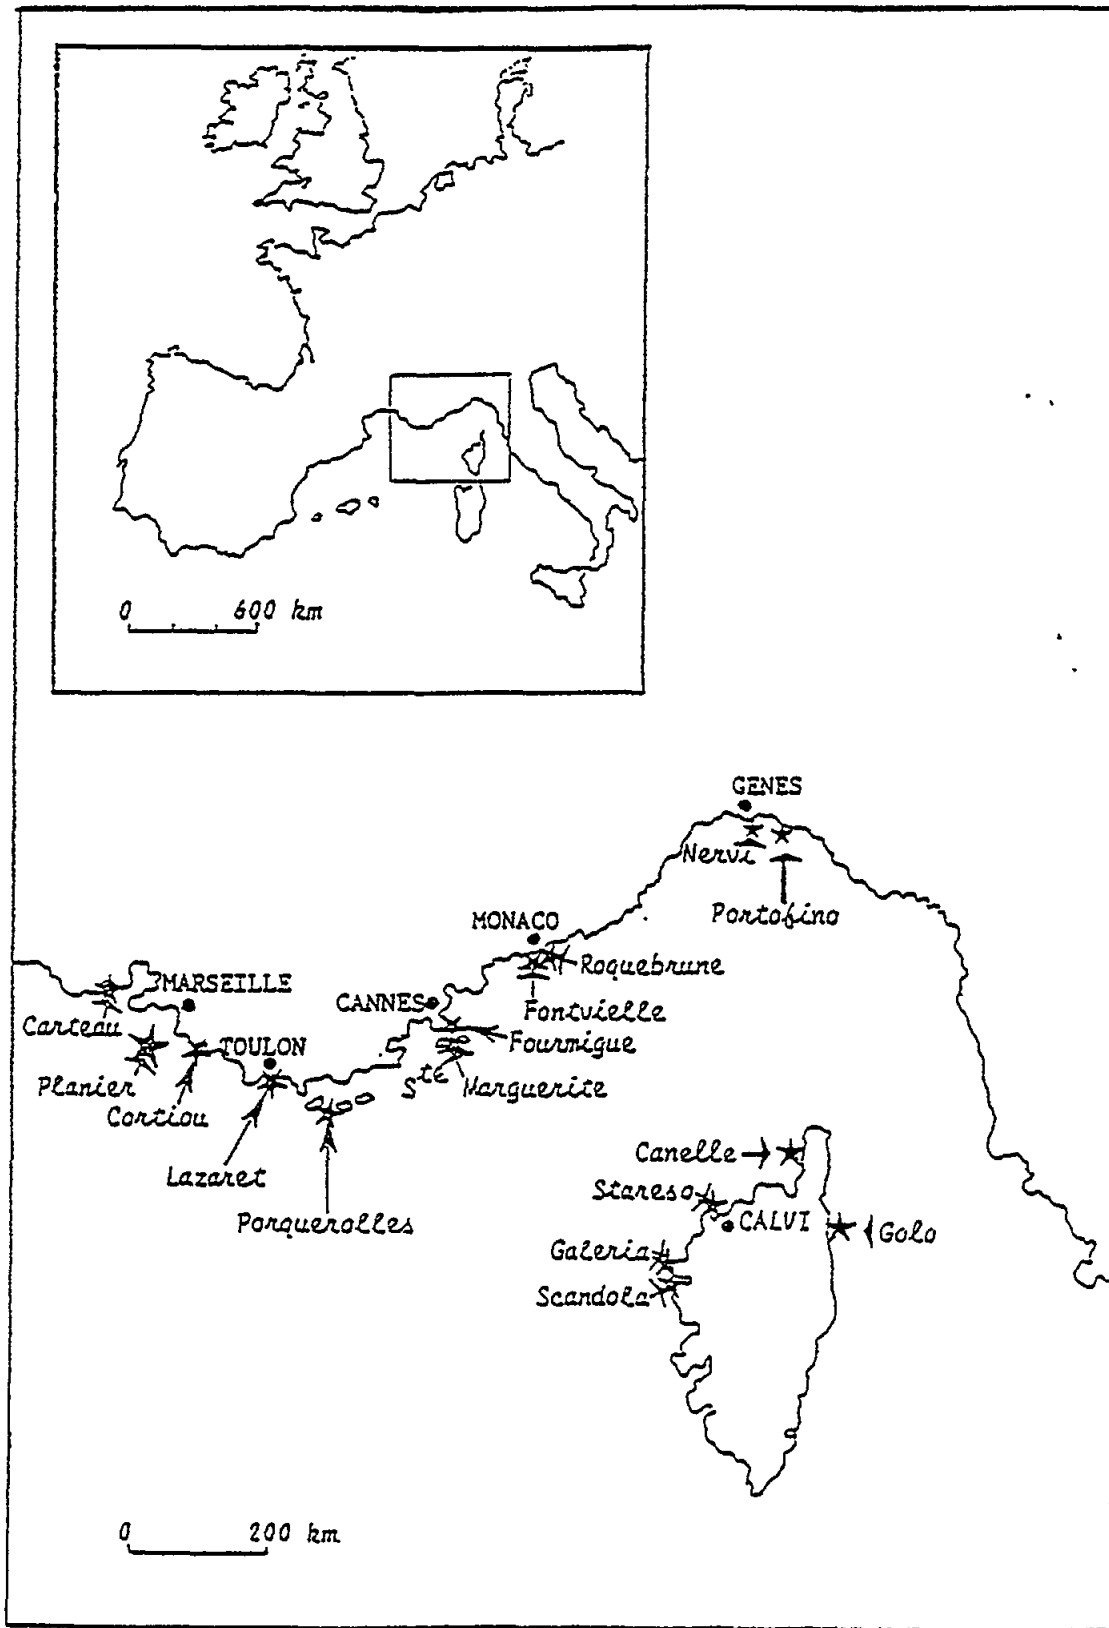 0 600 km
GENES
Nervi
Portofino
MONACO
Roquebrune
MARSEILLE
CANNES
Fontvielle
Carteau
TOULON
Fourmigue
Planier
Ste Marguerite
Cortiou
Lazaret
Canelle
Stareso
Porquerolles
CALVI
Golo
Galeria
Scandola
0 200 km